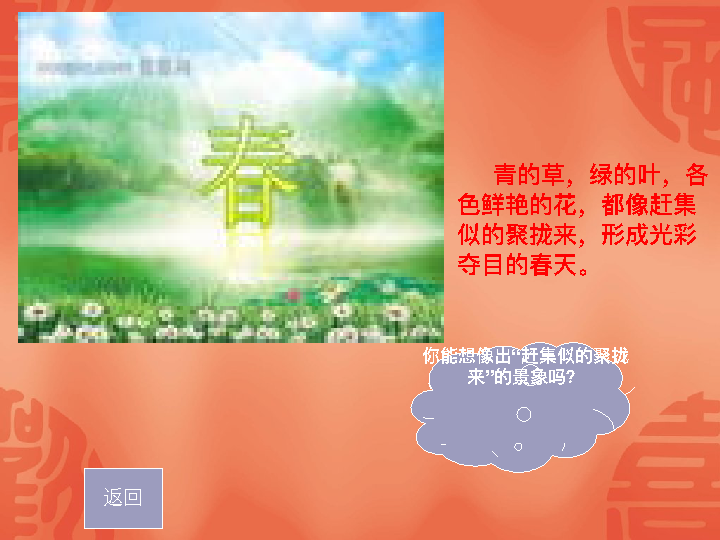 春
青的草，绿的叶，各
色鲜艳的花，都像赶集
似的聚拢来，形成光彩
夺目的春天。
你能想像出“赶集似的聚拢
来”的景象吗?
返回